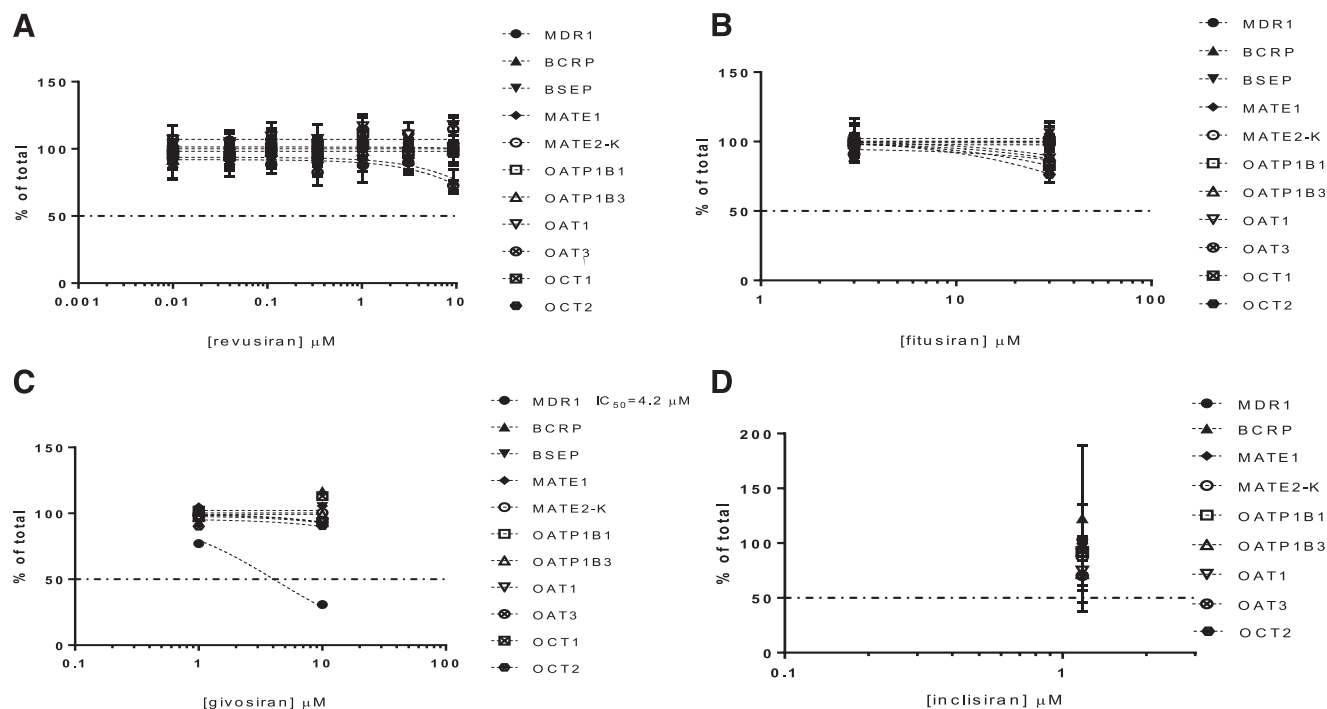 A
MDR1
BCRP
BSEP
MATE1
MATE2-K
OATP1B1
OATP1B3
OAT1
OAT3
OCT1
OCT2
150
100
50
0
% of total
0.001
0.01
0.1
1
10
[revusiran] μM
B
MDR1
BCRP
BSEP
MATE1
MATE2-K
OATP1B1
OATP1B3
OAT1
OAT3
OCT1
OCT2
150
100
50
0
% of total
1
10
100
[fitusiran] μM
C
MDR1 IC50=4.2 μM
BCRP
BSEP
MATE1
MATE2-K
OATP1B1
OATP1B3
OAT1
OAT3
OCT1
OCT2
150
100
50
0
% of total
0.1
1
10
100
[givosiran] μM
D
MDR1
BCRP
MATE1
MATE2-K
OATP1B1
OATP1B3
OAT1
OAT3
OCT2
200
150
100
50
0
% of total
0.1
1
[inclisiran] μM